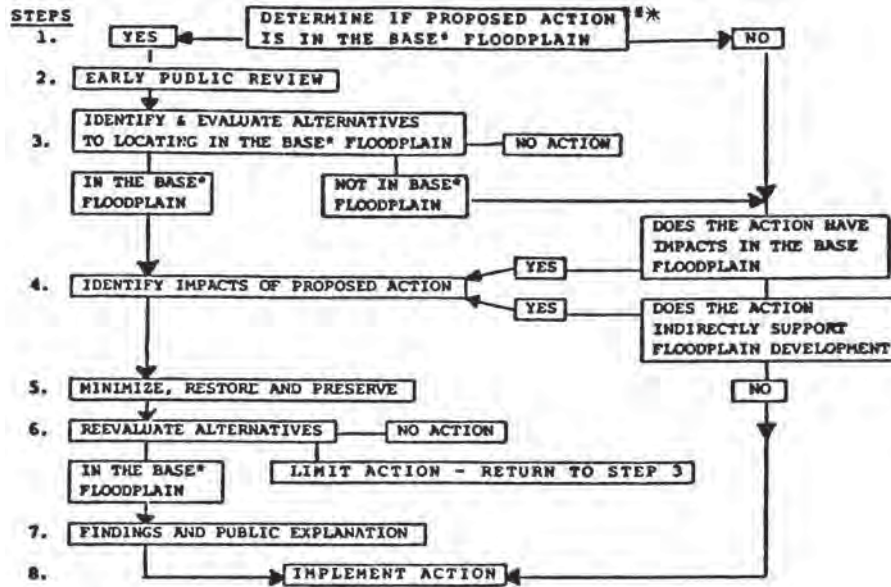 STEPS
DETERMINE IF PROPOSED ACTION **
IS IN THE BASE* FLOODPLAIN
1.
YES
NO
2.
EARLY PUBLIC REVIEW
3.
IDENTIFY & EVALUATE ALTERNATIVES
TO LOCATING IN THE BASE* FLOODPLAIN
NO ACTION
IN THE BASE*
FLOODPLAIN
NOT IN BASE*
FLOODPLAIN
DOES THE ACTION HAVE
IMPACTS IN THE BASE
FLOODPLAIN
YES
4.
IDENTIFY IMPACTS OF PROPOSED ACTION
YES
DOES THE ACTION
INDIRECTLY SUPPORT
FLOODPLAIN DEVELOPMENT
5.
MINIMIZE, RESTORE AND PRESERVE
NO
6.
REEVALUATE ALTERNATIVES
NO ACTION
IN THE BASE*
FLOODPLAIN
LIMIT ACTION - RETURN TO STEP 3
7.
FINDINGS AND PUBLIC EXPLANATION
8.
IMPLEMENT ACTION